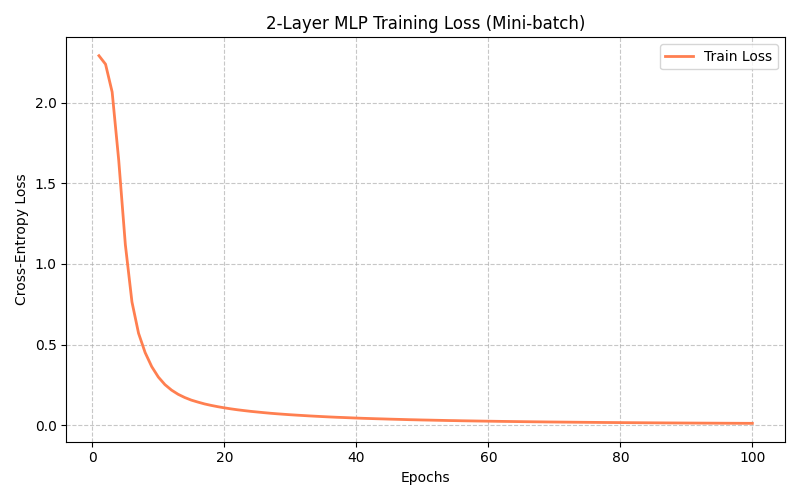 2-Layer MLP Training Loss (Mini-batch)
Train Loss
Cross-Entropy Loss
2.0
1.5
1.0
0.5
0.0
0 20 40 60 80 100
Epochs